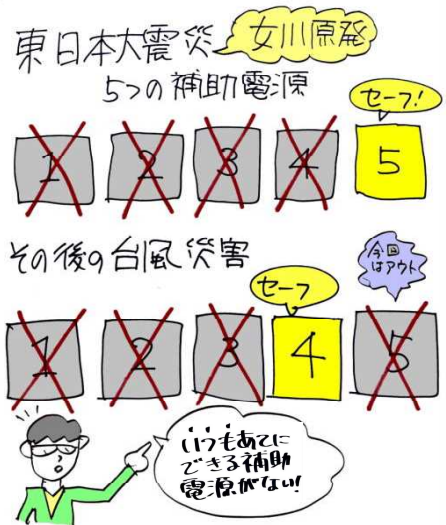 東日本大震災
女川原発
5つの補助電源
セーフ!
1 2 3 4 5
その後の台風災害
セーフ
今回
はアウト
1 2 3 4 5
いつもあてに
できる補助
電源がない!